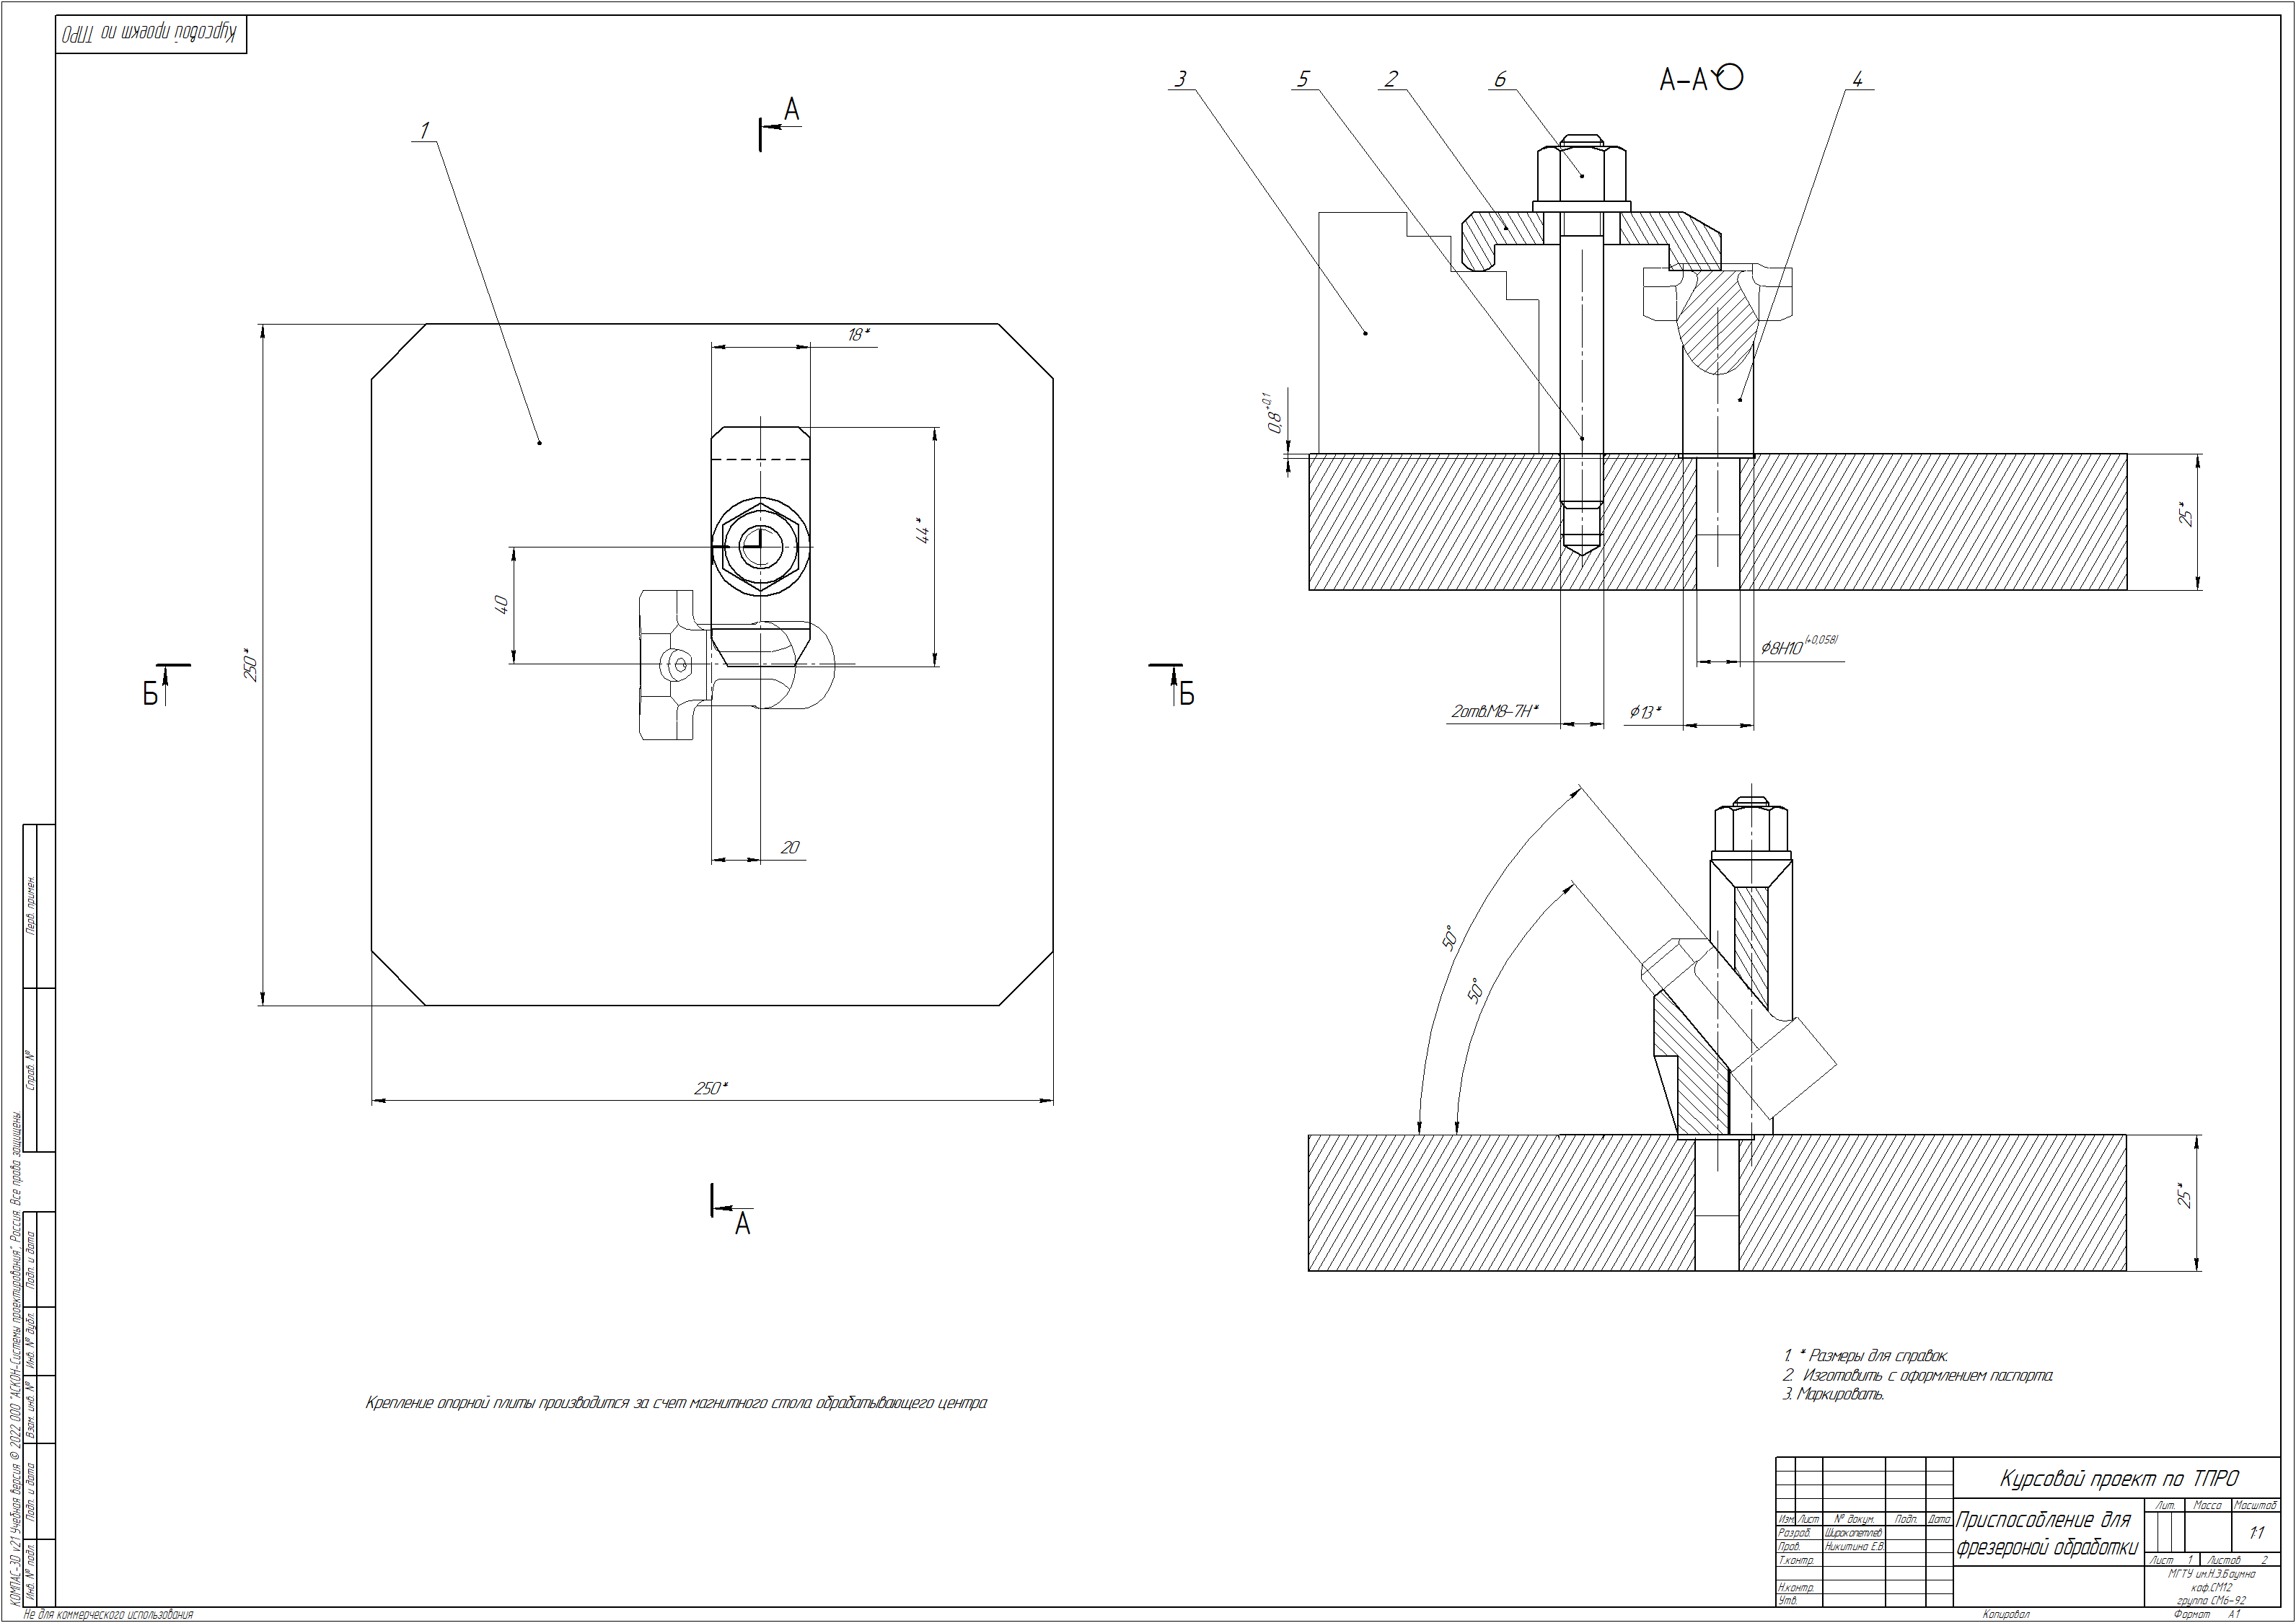 Курсовой проект по ТПРО
3
5
2
6
А-А
4
А
1
18*
0,8+0,1
44*
40
25*
250*
Б
Б
⌀8H10(+0,058)
2отв.М8-7Н*
⌀13*
20
50°
50°
250*
А
25*
1. * Размеры для справок.
2. Изготовить с оформлением паспорта.
3. Маркировать.
Крепление опорной плиты производится за счет магнитного стола обрабатывающего центра
Перв. примен.
Справ. №
Подп. и дата
Инв. № дубл.
Взам. инв. №
Подп. и дата
Инв. № подл.
КОМПАС-3D v21 Учебная версия © 2022 ООО "АСКОН-Системы проектирования", Россия. Все права защищены.
Курсовой проект по ТПРО
Лит. Масса Масштаб
Изм. Лист № докум. Подп. Дата
Разраб. Широкопетлев
Пров. Никитина Е.В.
Т.контр.
Н.контр.
Утв.
Приспособление для
фрезероной обработки
1:1
Лист 1 Листов 2
МГТУ им.Н.Э.Баумна
каф.СМ12
группа СМ6-92
Не для коммерческого использования
Копировал
Формат А1